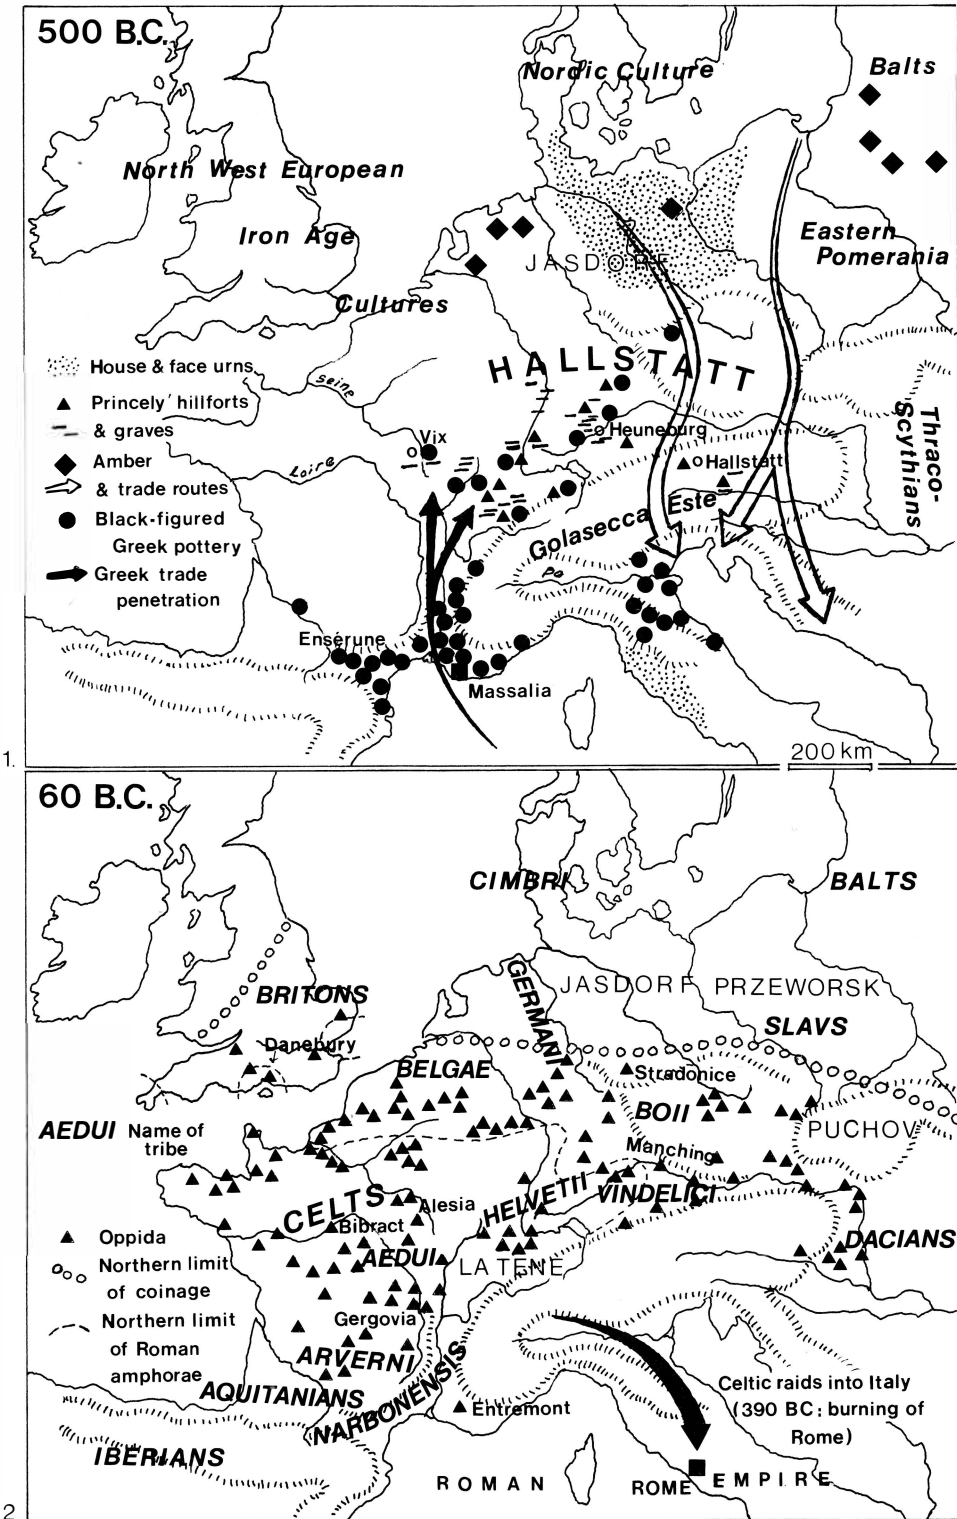 500 B.C.
Nordic Culture
Balts
North West European
Iron Age
Cultures
Eastern
Pomerania
JASDORF
HALLSTATT
House & face urns
Princely' hillforts
& graves
Amber
& trade routes
Black-figured
Greek pottery
Greek trade
penetration
Seine
Loire
Vix
Heuneburg
Hallstatt
Thraco-
Scythians
Golasecca Este
Po
Ensérune
Massalia
200 km
1.
60 B.C.
CIMBRI
BALTS
GERMANI
JASDORF
PRZEWORSK
SLAVS
BRITONS
Danebury
BELGAE
Stradonice
BOII
PUCHOV
AEDUI Name of
tribe
Manching
CELTS
Alesia
HELVETII
VINDELICI
Bibract
AEDUI
LA TENE
DACIANS
Oppida
Northern limit
of coinage
Northern limit
of Roman
amphorae
Gergovia
ARVERNI
AQUITANIANS
NARBONENSIS
IBERIANS
Entremont
Celtic raids into Italy
(390 BC: burning of
Rome)
ROMAN
ROME
EMPIRE
2